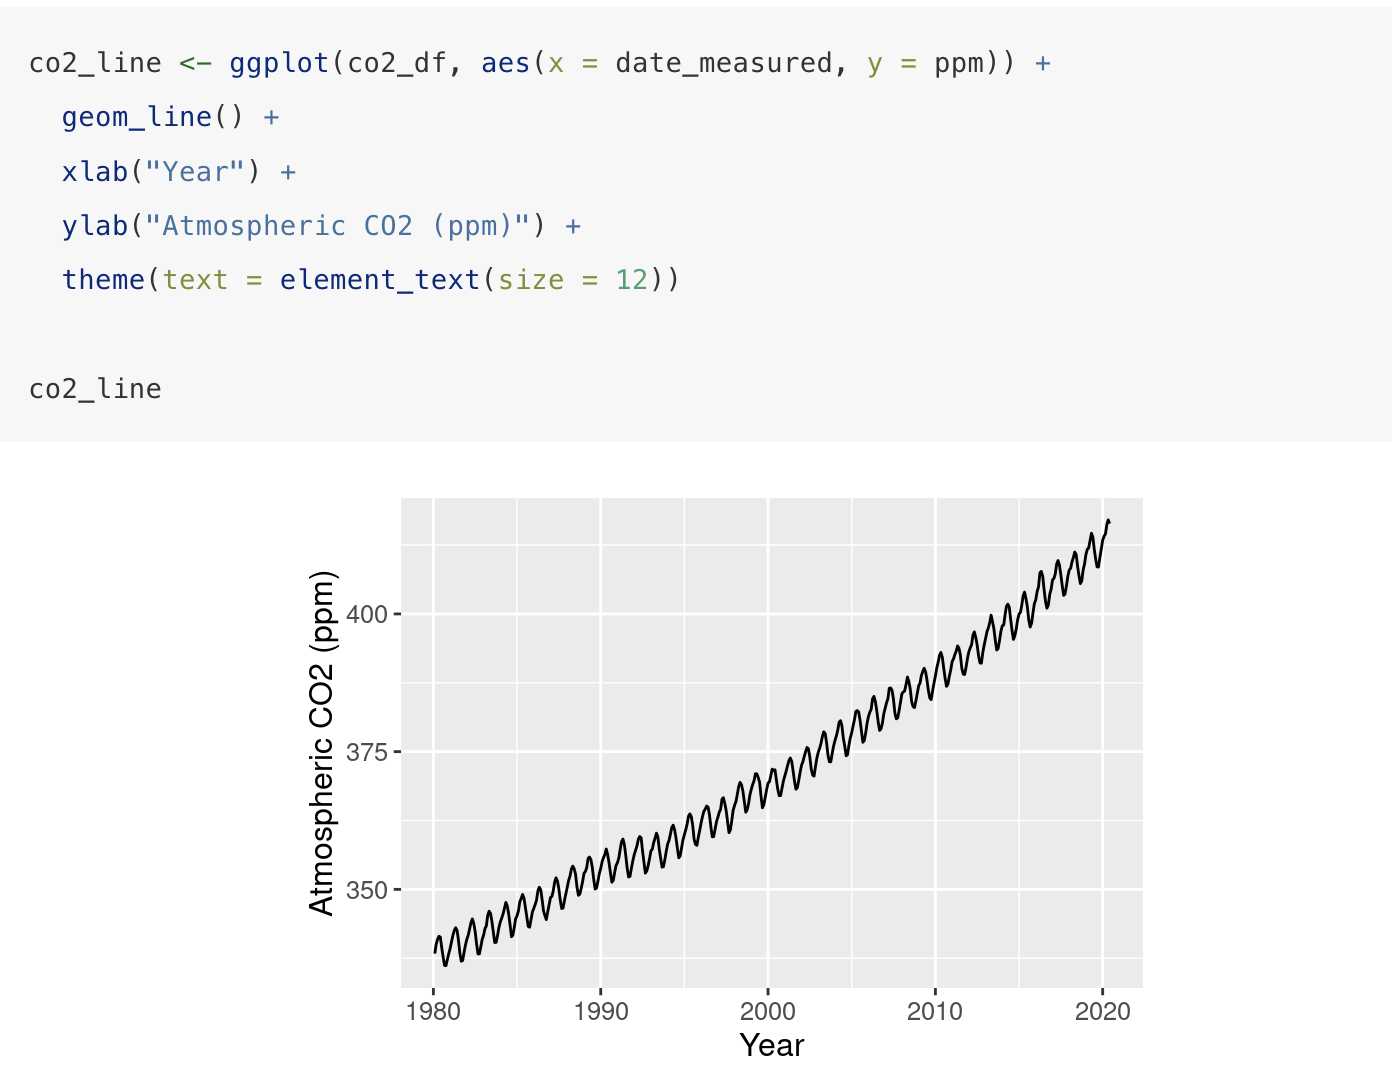 co2_line <- ggplot(co2_df, aes(x = date_measured, y = ppm)) +
  geom_line() +
  xlab("Year") +
  ylab("Atmospheric CO2 (ppm)") +
  theme(text = element_text(size = 12))
co2_line
Atmospheric CO2 (ppm)
400
375
350
1980 1990 2000 2010 2020
Year